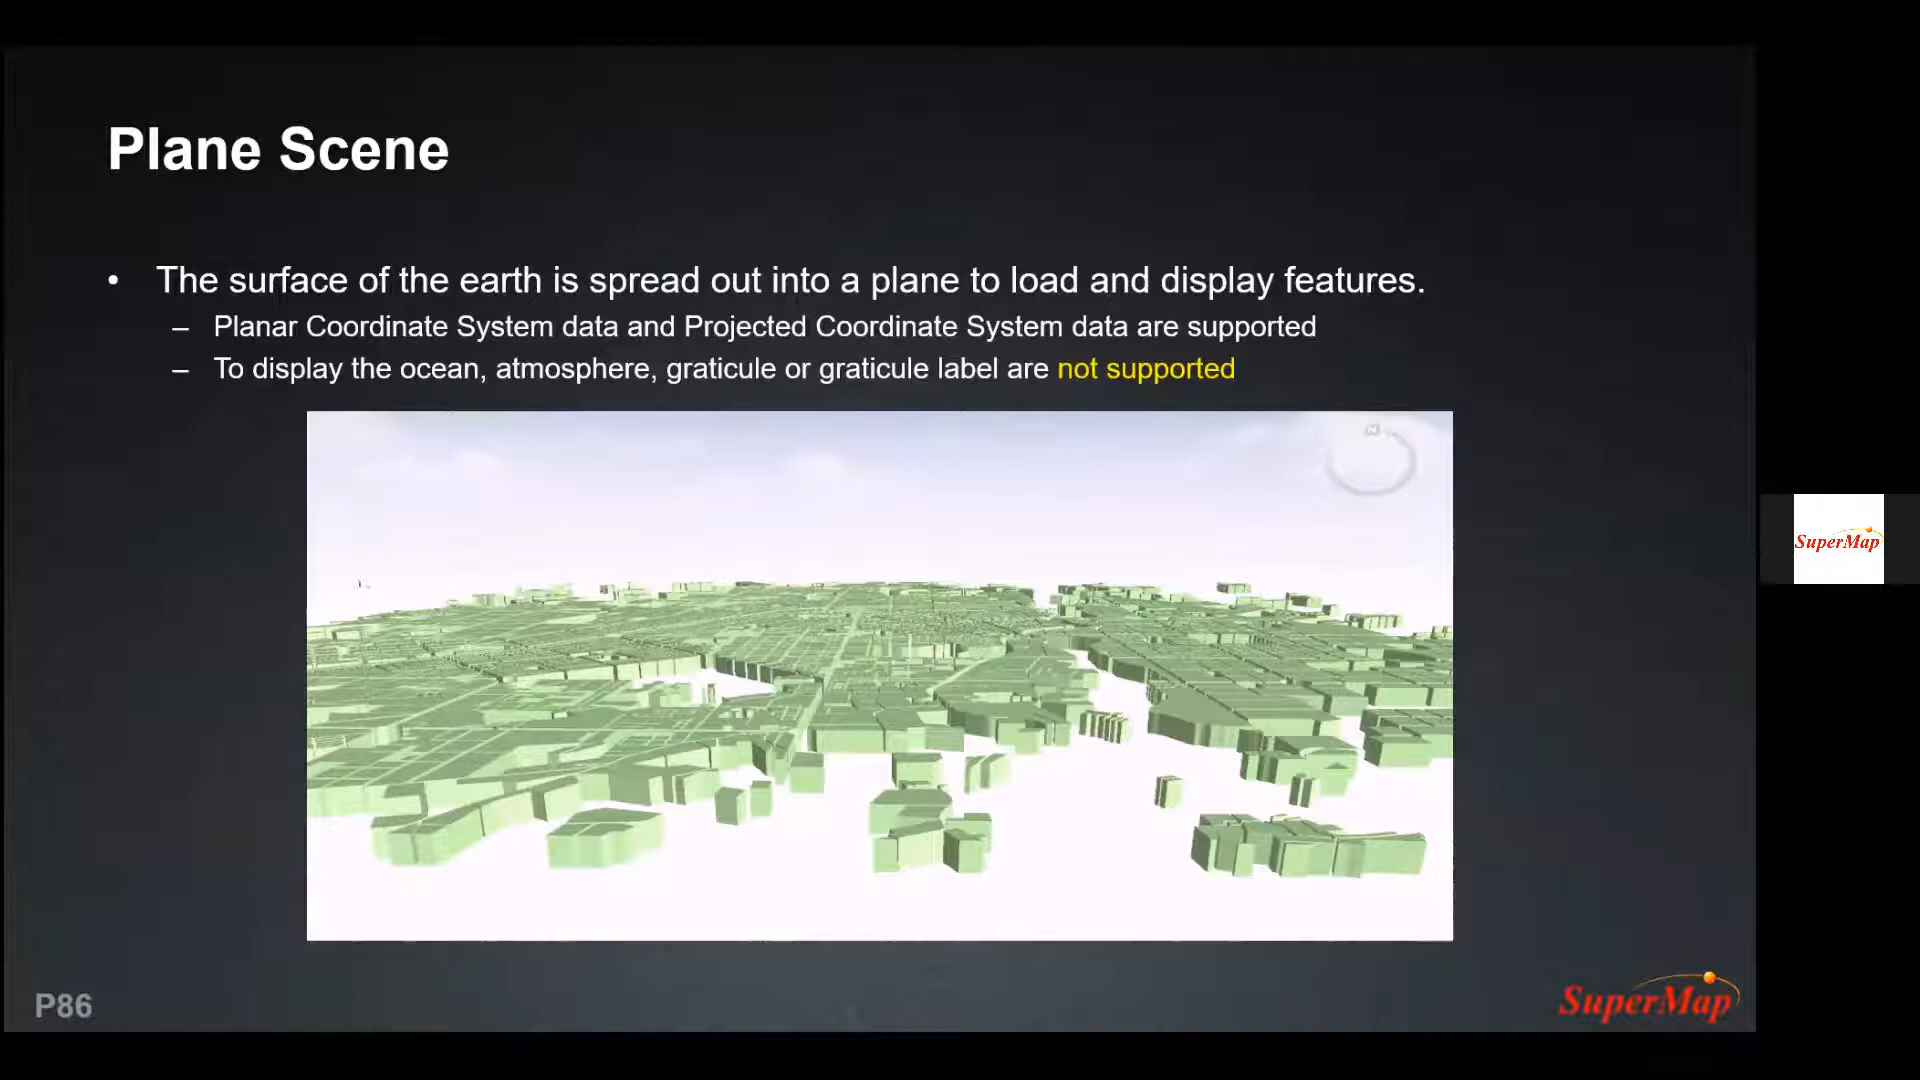 Plane Scene
• The surface of the earth is spread out into a plane to load and display features.
– Planar Coordinate System data and Projected Coordinate System data are supported
– To display the ocean, atmosphere, graticule or graticule label are not supported
N
SuperMap
P86
SuperMap